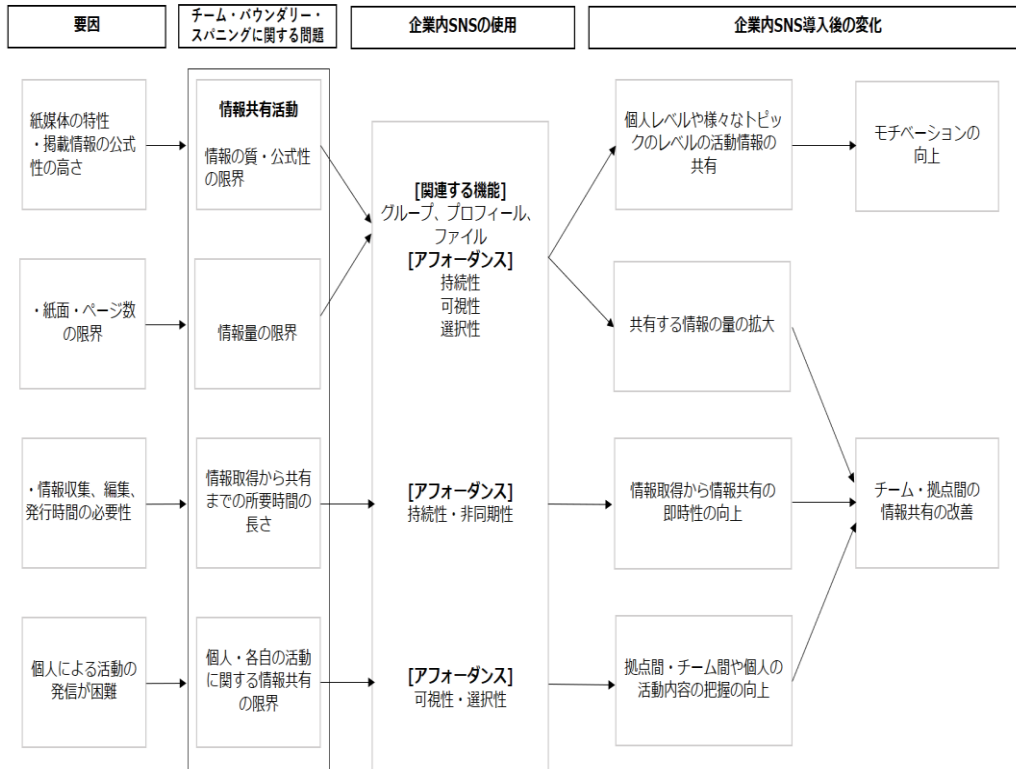 要因
チーム・バウンダリー・
スパニングに関する問題
企業内SNSの使用
企業内SNS導入後の変化
紙媒体の特性
・掲載情報の公式
性の高さ
情報共有活動
情報の質・公式性
の限界
[関連する機能]
グループ、プロフィール、
ファイル
[アフォーダンス]
持続性
可視性
選択性
個人レベルや様々なトピッ
クのレベルの活動情報の
共有
モチベーションの
向上
・紙面・ページ数
の限界
情報量の限界
共有する情報の量の拡大
・情報収集、編集、
発行時間の必要性
情報取得から共有
までの所要時間の
長さ
[アフォーダンス]
持続性・非同期性
情報取得から情報共有の
即時性の向上
チーム・拠点間の
情報共有の改善
個人による活動の
発信が困難
個人・各自の活動
に関する情報共有
の限界
[アフォーダンス]
可視性・選択性
拠点間・チーム間や個人の
活動内容の把握の向上